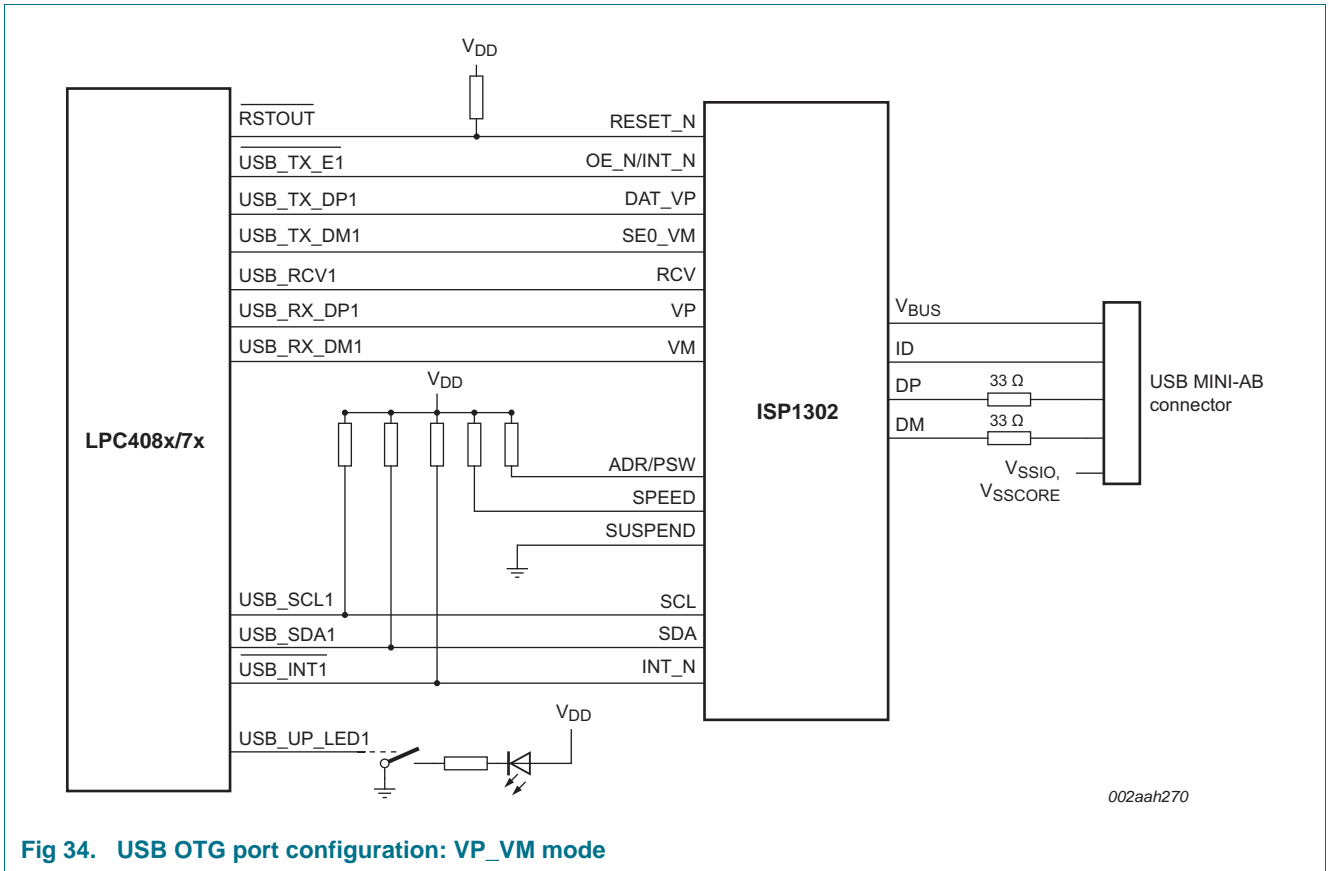 VDD
RSTOUT
RESET_N
USB_TX_E1
OE_N/INT_N
USB_TX_DP1
DAT_VP
USB_TX_DM1
SE0_VM
USB_RCV1
RCV
USB_RX_DP1
VP
USB_RX_DM1
VM
VDD
LPC408x/7x
ISP1302
VBUS
ID
DP
33 Ω
DM
33 Ω
USB MINI-AB
connector
VSSIO,
VSSCORE
ADR/PSW
SPEED
SUSPEND
USB_SCL1
SCL
USB_SDA1
SDA
USB_INT1
INT_N
VDD
USB_UP_LED1
002aah270
Fig 34. USB OTG port configuration: VP_VM mode